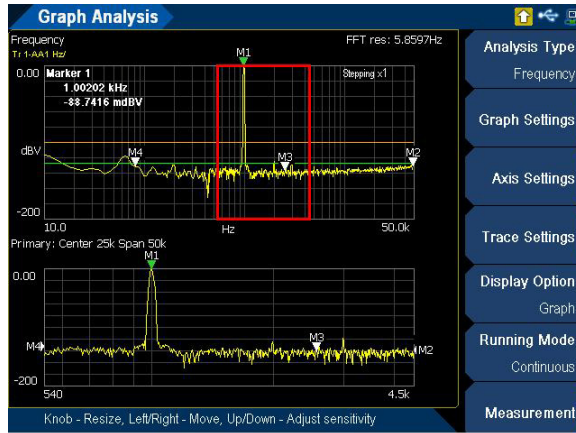 Graph Analysis
Frequency
FFT res: 5.8597Hz
Tr 1-AA1 Hz/
M1
0.00
Marker 1
Stepping x1
1.00202 kHz
-88.7416 mdBV
dBV
M4
M3
M2
-200
10.0
Hz
50.0k
Primary: Center 25k Span 50k
M1
0.00
M4
M3
M2
-200
540
4.5k
Knob - Resize, Left/Right - Move, Up/Down - Adjust sensitivity
Analysis Type
Frequency
Graph Settings
Axis Settings
Trace Settings
Display Option
Graph
Running Mode
Continuous
Measurement